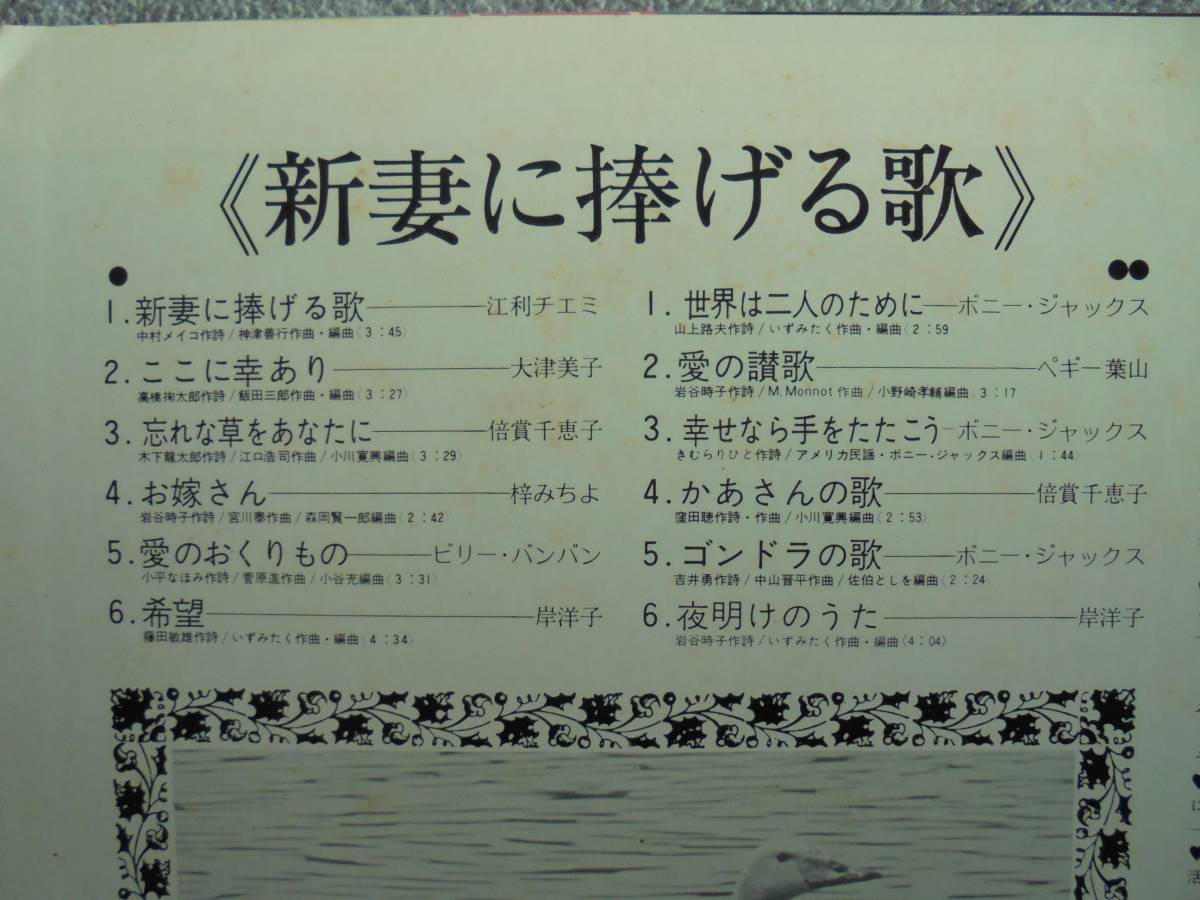 《新妻に捧げる歌》
●
1.新妻に捧げる歌――江利チエミ
中村メイコ作詩/神津善行作曲・編曲(3:45)
2.ここに幸あり――大津美子
高橋掬太郎作詩/飯田三郎作曲・編曲(3:27)
3.忘れな草をあなたに――倍賞千恵子
木下龍太郎作詩/江口浩司作曲/小川寛興編曲(3:29)
4.お嫁さん――梓みちよ
岩谷時子作詩/宮川泰作曲/森岡賢一郎編曲(2:42)
5.愛のおくりもの――ビリー・バンバン
小平なほみ作詩/菅原進作曲/小谷充編曲(3:31)
6.希望――岸洋子
藤田敏雄作詩/いずみたく作曲・編曲(4:34)
●●
1.世界は二人のために――ボニー・ジャックス
山上路夫作詩/いずみたく作曲・編曲(2:59)
2.愛の讃歌――ペギー葉山
岩谷時子作詩/M.Monnot作曲/小野崎孝輔編曲(3:17)
3.幸せなら手をたたこう―ボニー・ジャックス
きむらりひと作詩/アメリカ民謡・ボニー・ジャックス編曲(1:44)
4.かあさんの歌――倍賞千恵子
窪田聴作詩・作曲/小川寛興編曲(2:53)
5.ゴンドラの歌――ボニー・ジャックス
吉井勇作詩/中山晋平作曲/佐伯としを編曲(2:24)
6.夜明けのうた――岸洋子
岩谷時子作詩/いずみたく作曲・編曲(4:04)